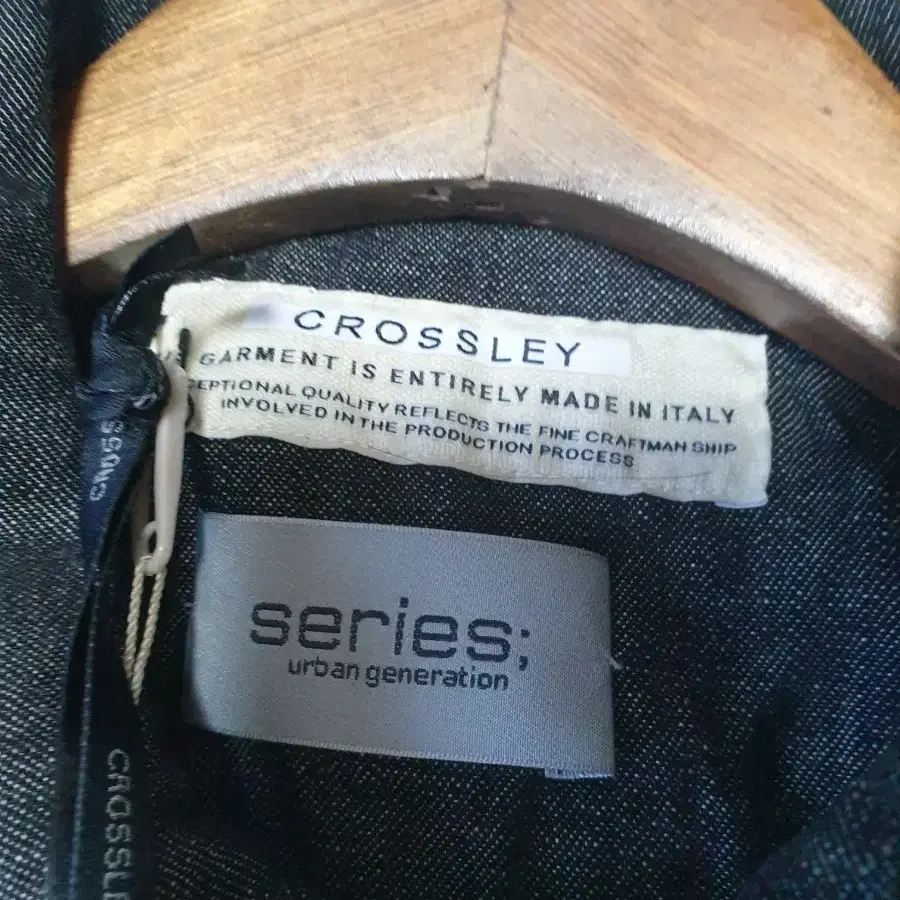 CROSSLEY
GARMENT IS ENTIRELY MADE IN ITALY
QUALITY REFLECTS THE FINE CRAFTMAN SHIP
INVOLVED IN THE PRODUCTION PROCESS
series;
urban generation
CROSS
CROSSLE